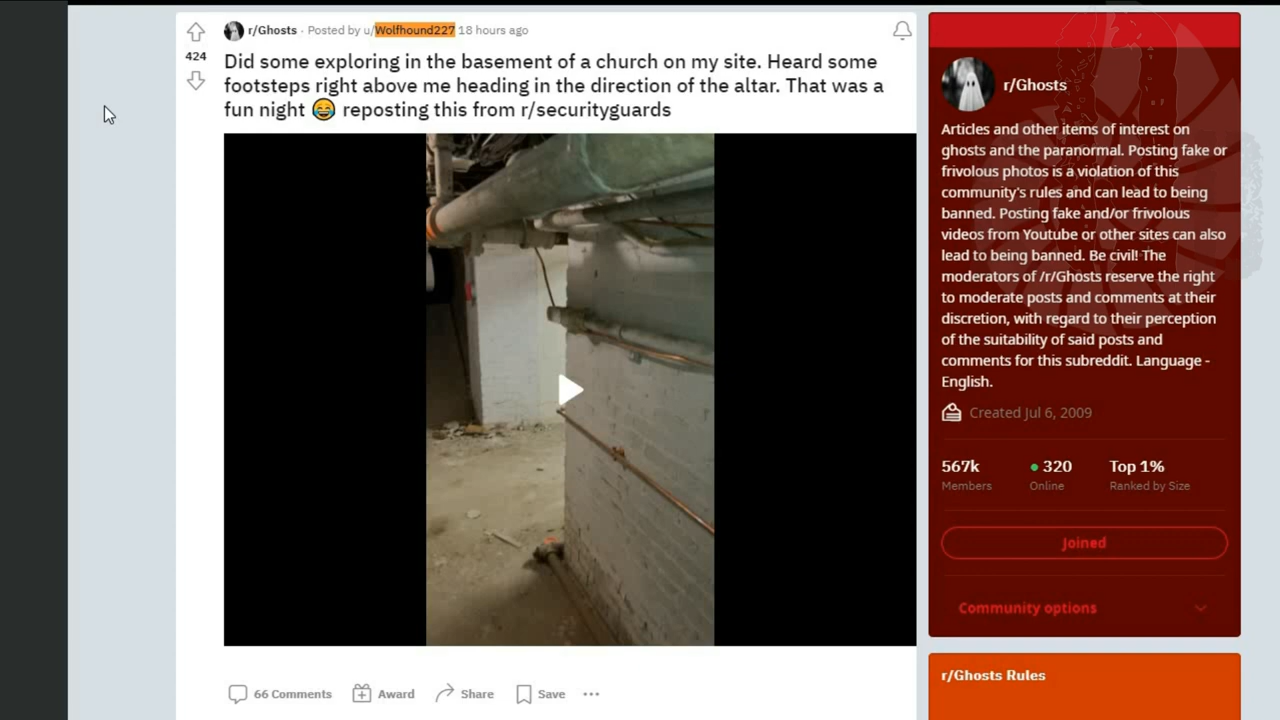 r/Ghosts · Posted by u/Wolfhound227 18 hours ago
424
Did some exploring in the basement of a church on my site. Heard some
footsteps right above me heading in the direction of the altar. That was a
fun night 😂 reposting this from r/securityguards
66 Comments
Award
Share
Save
r/Ghosts
Articles and other items of interest on
ghosts and the paranormal. Posting fake or
frivolous photos is a violation of this
community's rules and can lead to being
banned. Posting fake and/or frivolous
videos from Youtube or other sites can also
lead to being banned. Be civil! The
moderators of /r/Ghosts reserve the right
to moderate posts and comments at their
discretion, with regard to their perception
of the suitability of said posts and
comments for this subreddit. Language -
English.
Created Jul 6, 2009
567k 320 Top 1%
Members Online Ranked by Size
Joined
Community options
r/Ghosts Rules